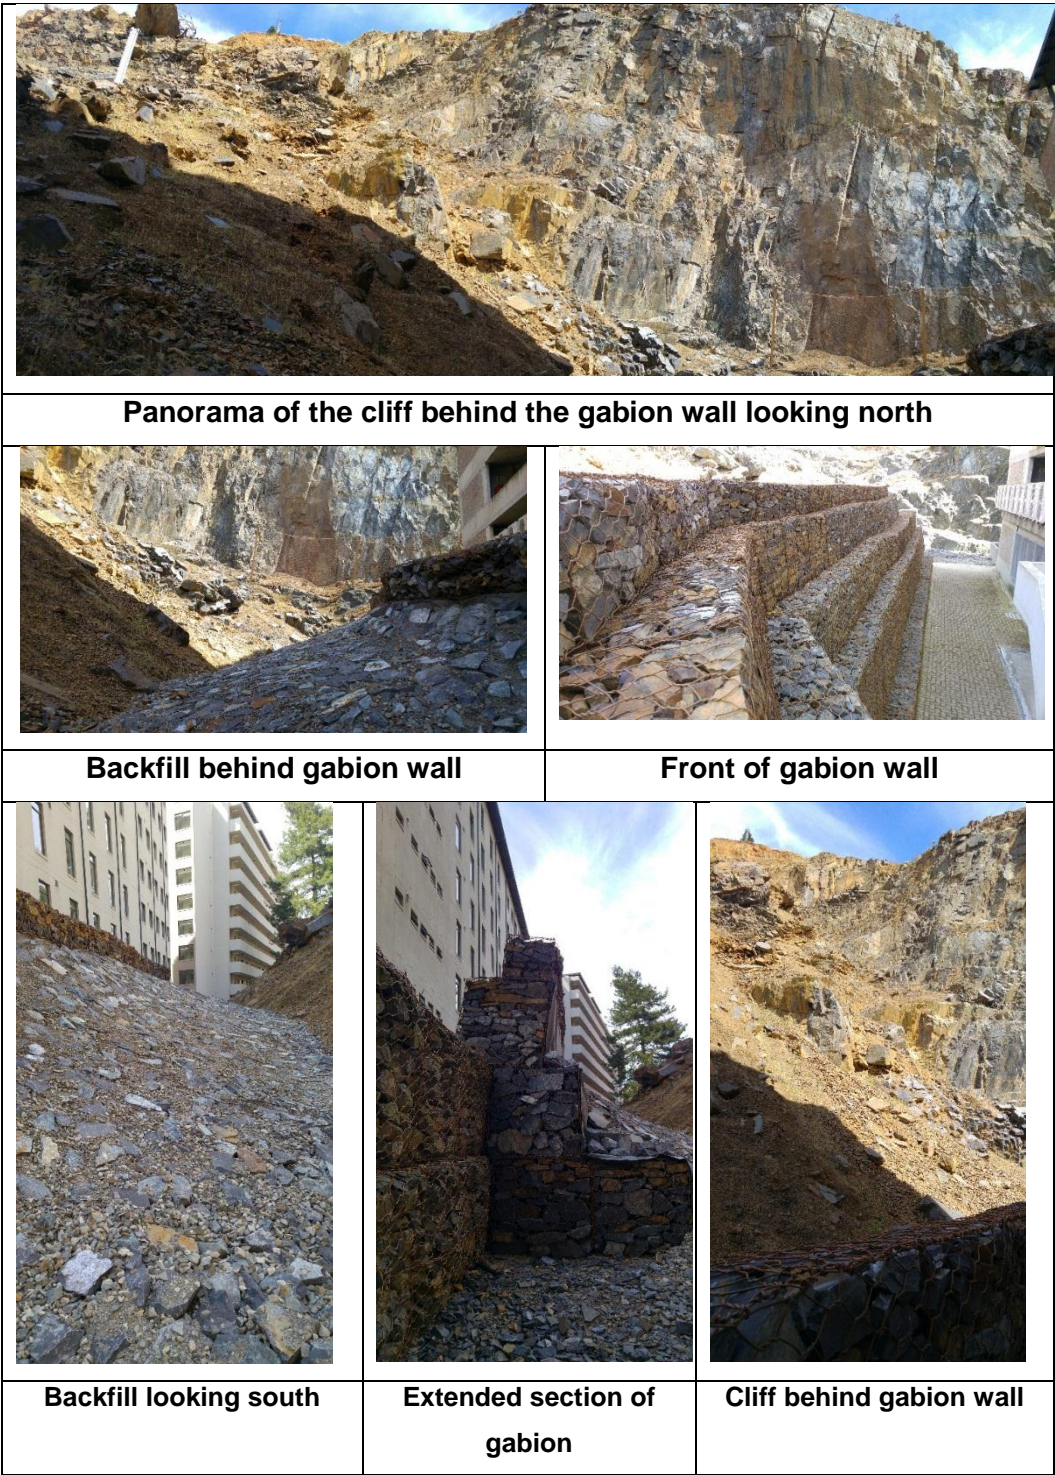 Panorama of the cliff behind the gabion wall looking north
Backfill behind gabion wall
Front of gabion wall
Backfill looking south
Extended section of
gabion
Cliff behind gabion wall